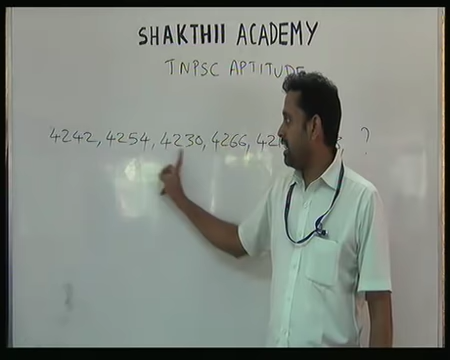 SHAKTHII ACADEMY
TNPSC APTITUDE
4242, 4254, 4230, 4266, ?